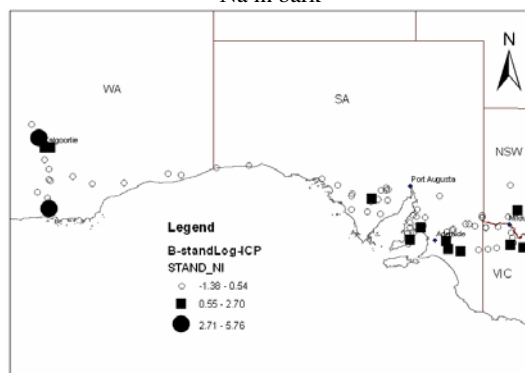 Na in bark
N
WA
SA
NSW
Port Augusta
Adelaide
VIC
Legend
B-standLog-ICP
STAND_NI
-1.38 - 0.54
0.55 - 2.70
2.71 - 5.76